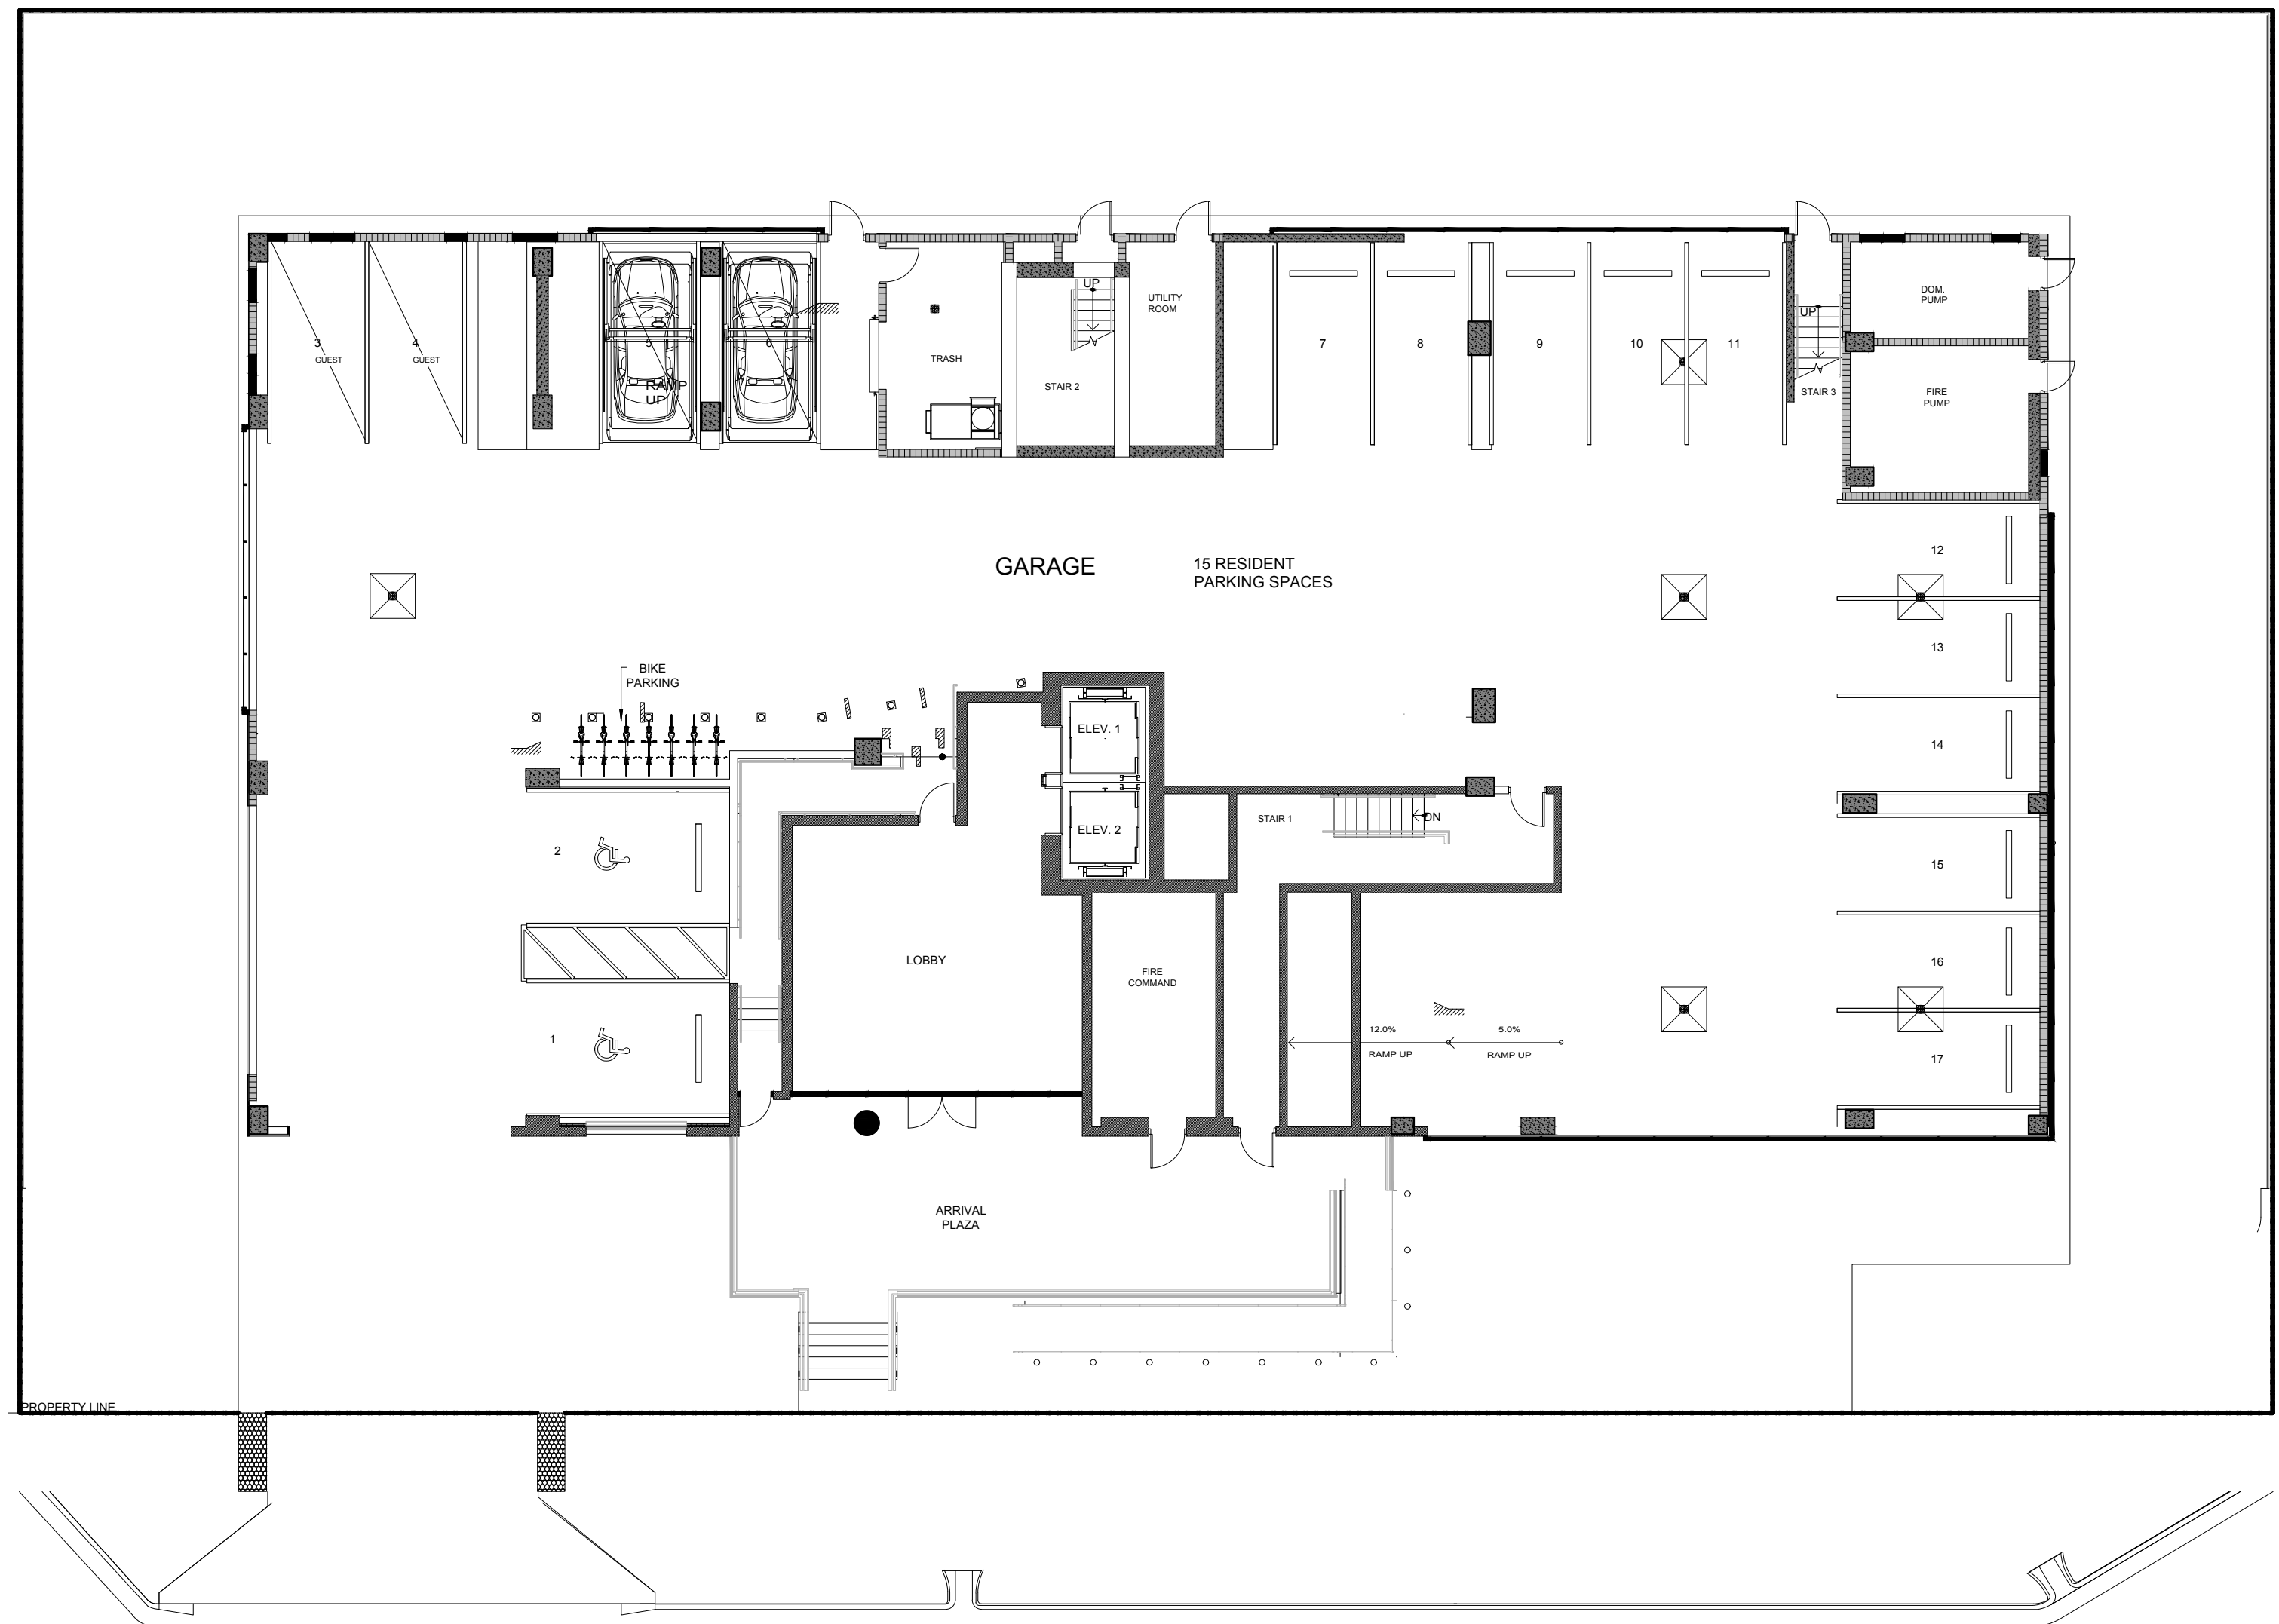 UP
UTILITY
ROOM
DOM.
PUMP
UP
3
GUEST
4
GUEST
5
6
RAMP
UP
TRASH
STAIR 2
7
8
9
10
11
STAIR 3
FIRE
PUMP
GARAGE
15 RESIDENT
PARKING SPACES
12
13
14
15
16
17
BIKE
PARKING
ELEV. 1
ELEV. 2
STAIR 1
DN
2
1
LOBBY
FIRE
COMMAND
12.0%
RAMP UP
5.0%
RAMP UP
ARRIVAL
PLAZA
PROPERTY LINE